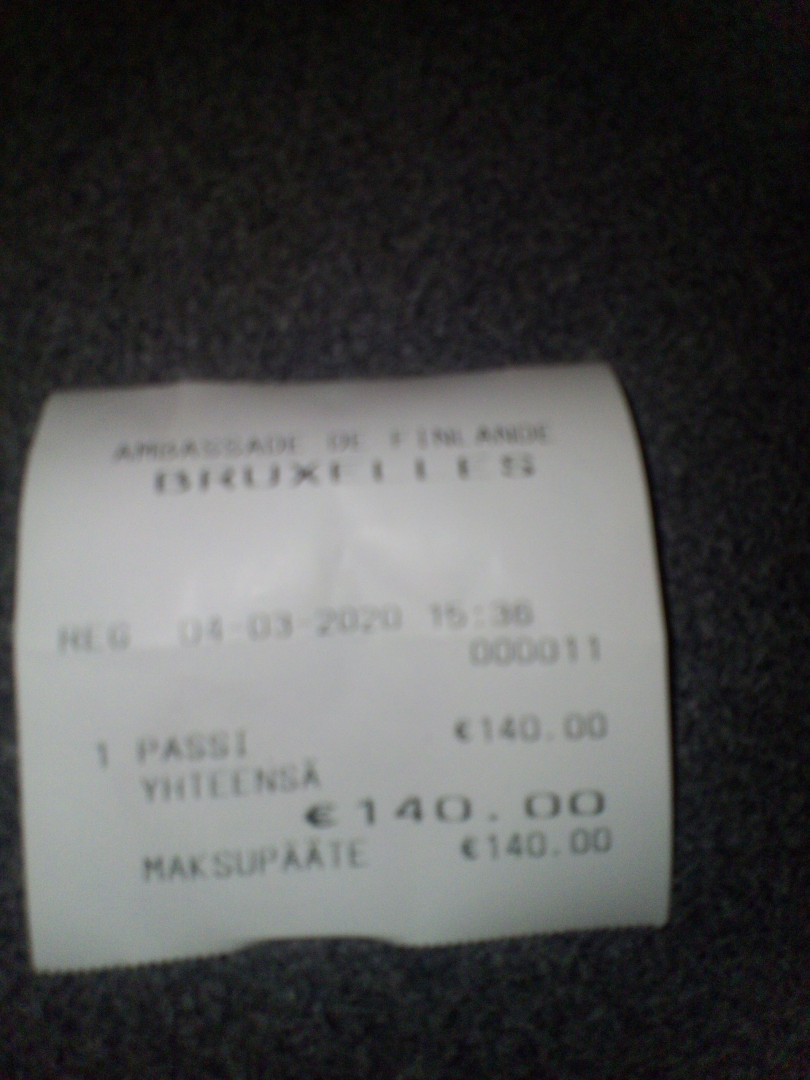 AMBASSADE DE FINLANDE
BRUXELLES
REG 04-03-2020 15:36
000011
1 PASSI €140.00
YHTEENSÄ
€140.00
MAKSUPÄÄTE €140.00